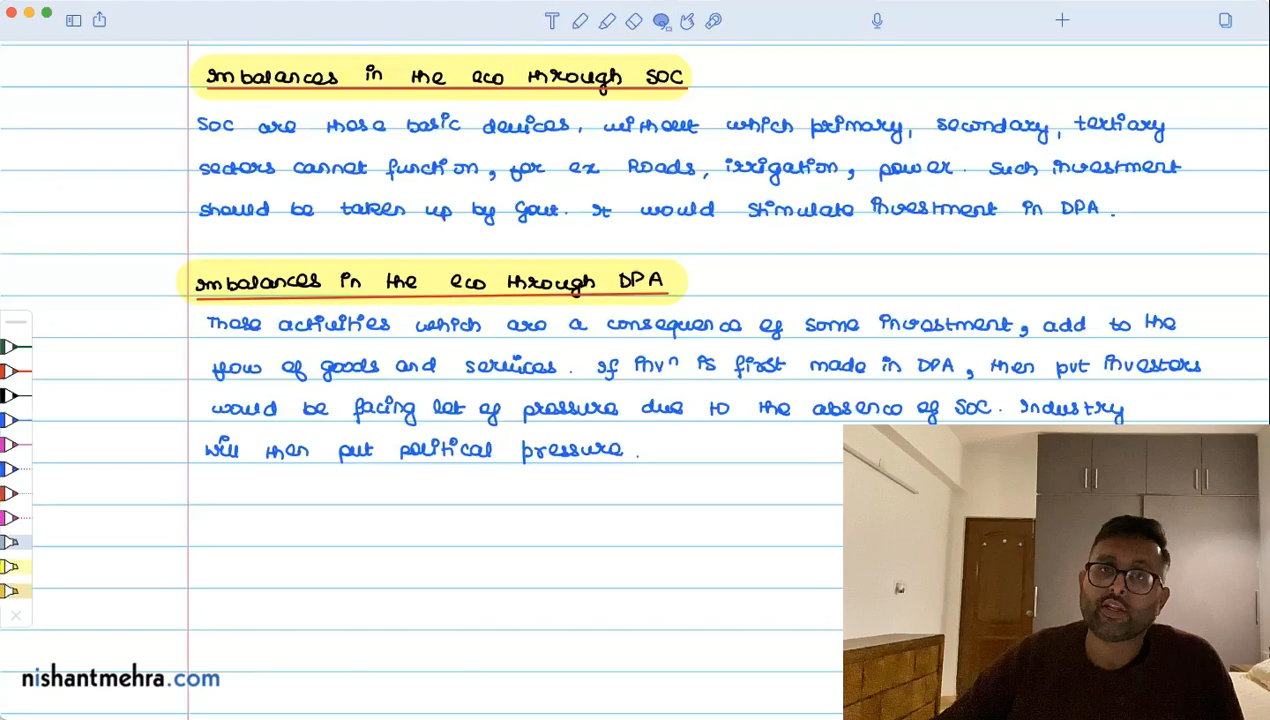 Imbalances in the eco through SOC
SOC are those basic devices, without which primary, secondary, tertiary
sectors cannot function, for ex Roads, irrigation, power. Such investment
should be taken up by Govt. It would stimulate investment in DPA.
Imbalances in the eco through DPA
Those activities which are a consequence of some investment, add to the
flow of goods and services. If invⁿ is first made in DPA, then put investors
would be facing lot of pressure due to the absence of SOC. Industry
will then put political pressure.
nishantmehra.com